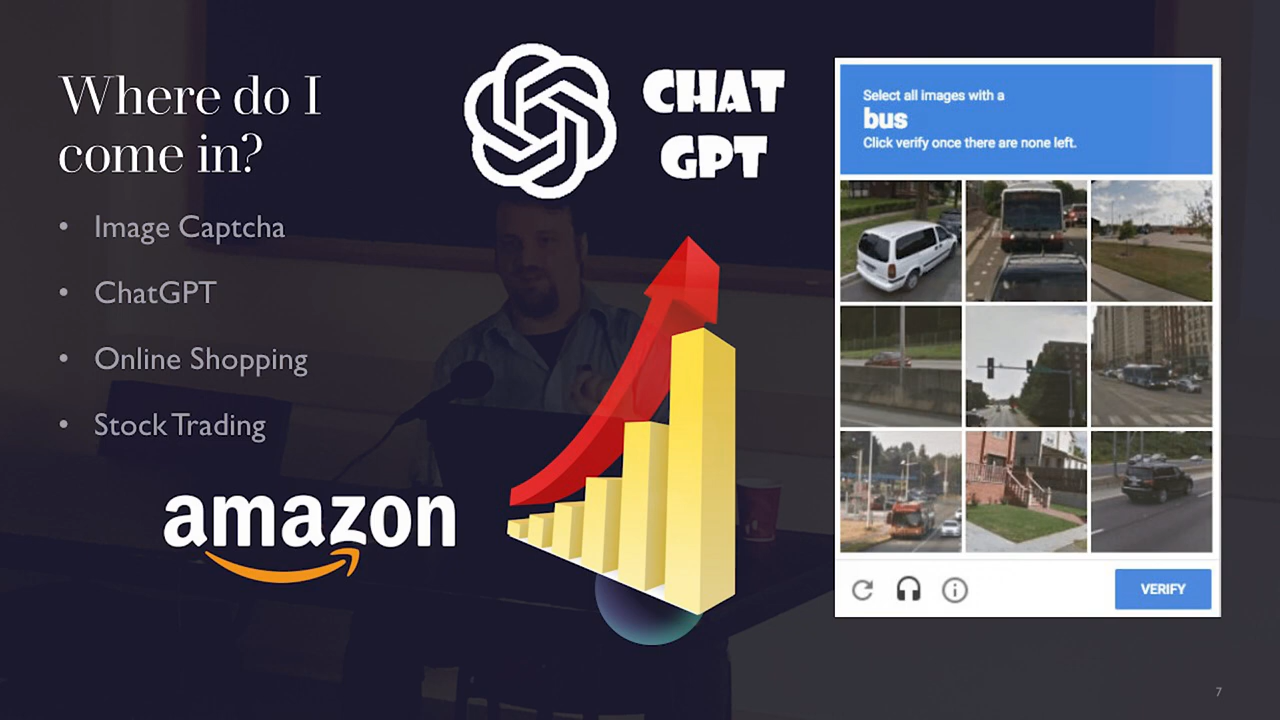 Where do I
come in?
• Image Captcha
• ChatGPT
• Online Shopping
• Stock Trading
amazon
CHAT
GPT
Select all images with a
bus
Click verify once there are none left.
VERIFY
7